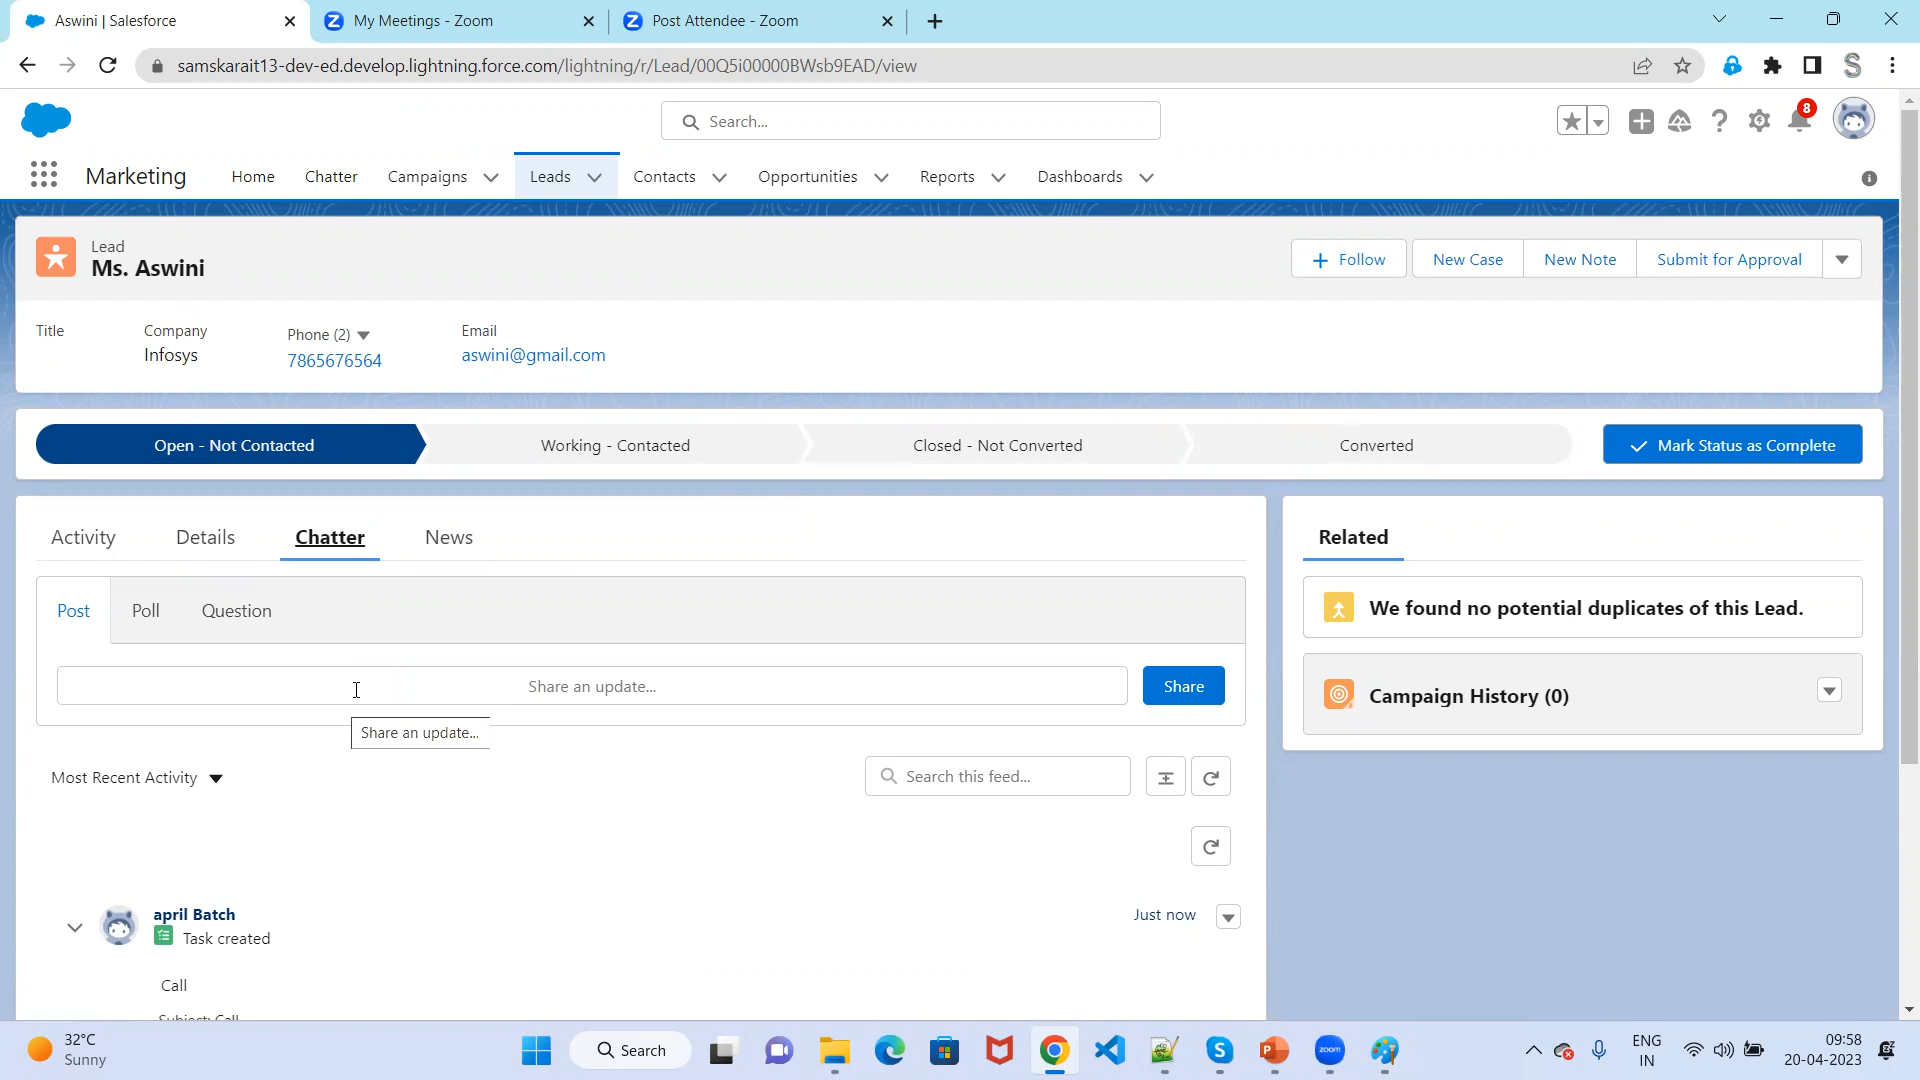 Aswini | Salesforce
My Meetings - Zoom
Post Attendee - Zoom
samskarait13-dev-ed.develop.lightning.force.com/lightning/r/Lead/00Q5i00000BWsb9EAD/view
Search...
8
Marketing
Home
Chatter
Campaigns
Leads
Contacts
Opportunities
Reports
Dashboards
Lead
Ms. Aswini
Follow
New Case
New Note
Submit for Approval
Title
Company
Infosys
Phone (2)
7865676564
Email
aswini@gmail.com
Open - Not Contacted
Working - Contacted
Closed - Not Converted
Converted
Mark Status as Complete
Activity
Details
Chatter
News
Related
Post
Poll
Question
We found no potential duplicates of this Lead.
Share an update...
Share
Campaign History (0)
Share an update...
Most Recent Activity
Search this feed...
april Batch
Just now
Task created
Call
Subject: Call
32°C
Sunny
Search
zoom
ENG
IN
09:58
20-04-2023